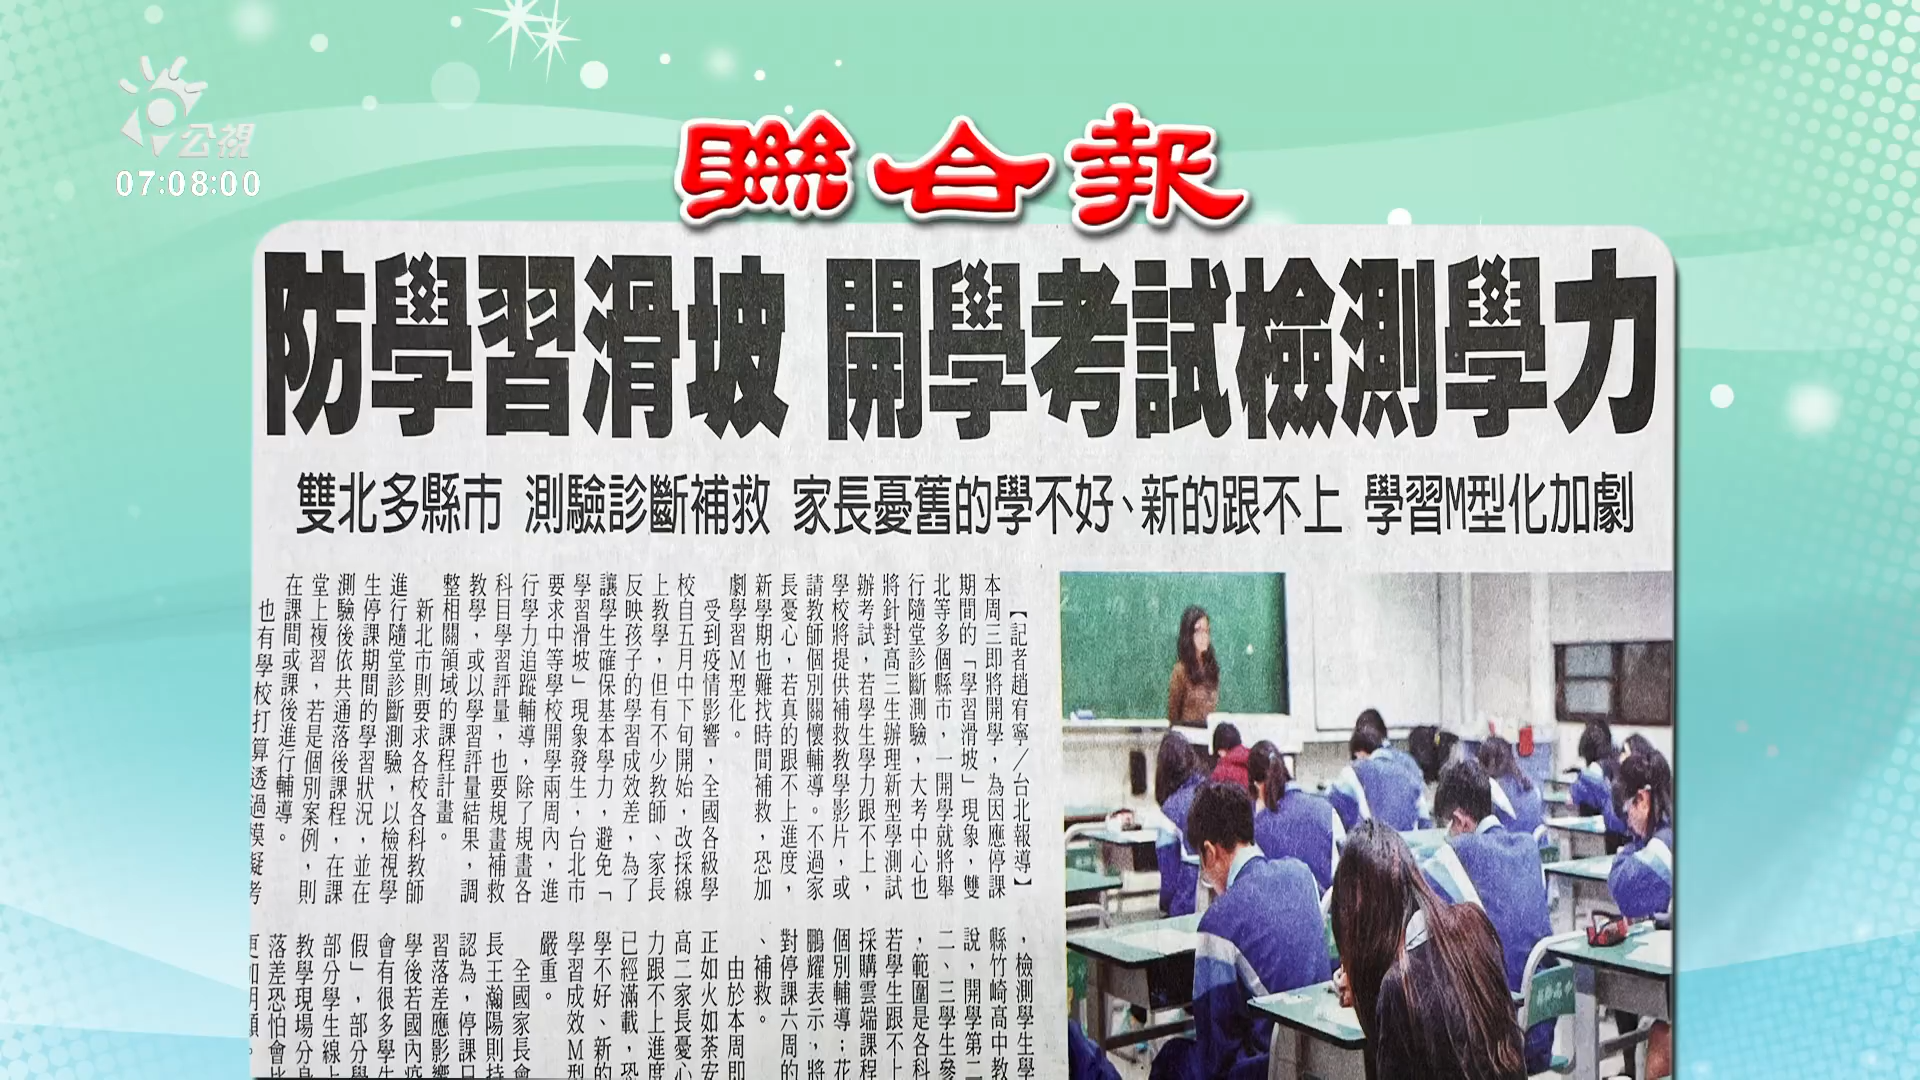 公視
07:08:00
聯合報
防學習滑坡 開學考試檢測學力
雙北多縣市 測驗診斷補救 家長憂舊的學不好、新的跟不上 學習M型化加劇
【記者趙宥寧／台北報導】
本周三即將開學，為因應停課
期間的「學習滑坡」現象，雙
北等多個縣市，一開學就將舉
行隨堂診斷測驗，大考中心也
將針對高三生辦理新型學測試
辦考試，若學生學力跟不上，
學校將提供補救教學影片，或
請教師個別關懷輔導。不過家
長憂心，若真的跟不上進度，
新學期也難找時間補救，恐加
劇學習M型化。
受到疫情影響，全國各級學
校自五月中下旬開始，改採線
上教學，但有不少教師、家長
反映孩子的學習成效差，為了
讓學生確保基本學力，避免「
學習滑坡」現象發生，台北市
要求中等學校開學兩周內，進
行學力追蹤輔導，除了規畫各
科目學習評量，也要規畫補救
教學，或以學習評量結果，調
整相關領域的課程計畫。
新北市則要求各校各科教師
進行隨堂診斷測驗，以檢視學
生停課期間的學習狀況，並在
測驗後依共通落後課程，在課
堂上複習，若是個別案例，則
在課間或課後進行輔導。
也有學校打算透過模擬考
，檢測學生學
縣竹崎高中教
說，開學第二
二、三學生參
，範圍是各科
若學生跟不上
採購雲端課程
個別輔導；花
鵬耀表示，將
對停課六周的
、補救。
由於本周即
正如火如荼安
高二家長憂心
力跟不上進度
已經滿載，恐
學不好、新的
學習成效M型
嚴重。
全國家長會
長王瀚陽則持
認為，停課日
習落差應影響
學後若國內疫
會有很多學生
假」，部分學
部分學生線上
教學現場分身
落差恐怕會比
更加明顯。